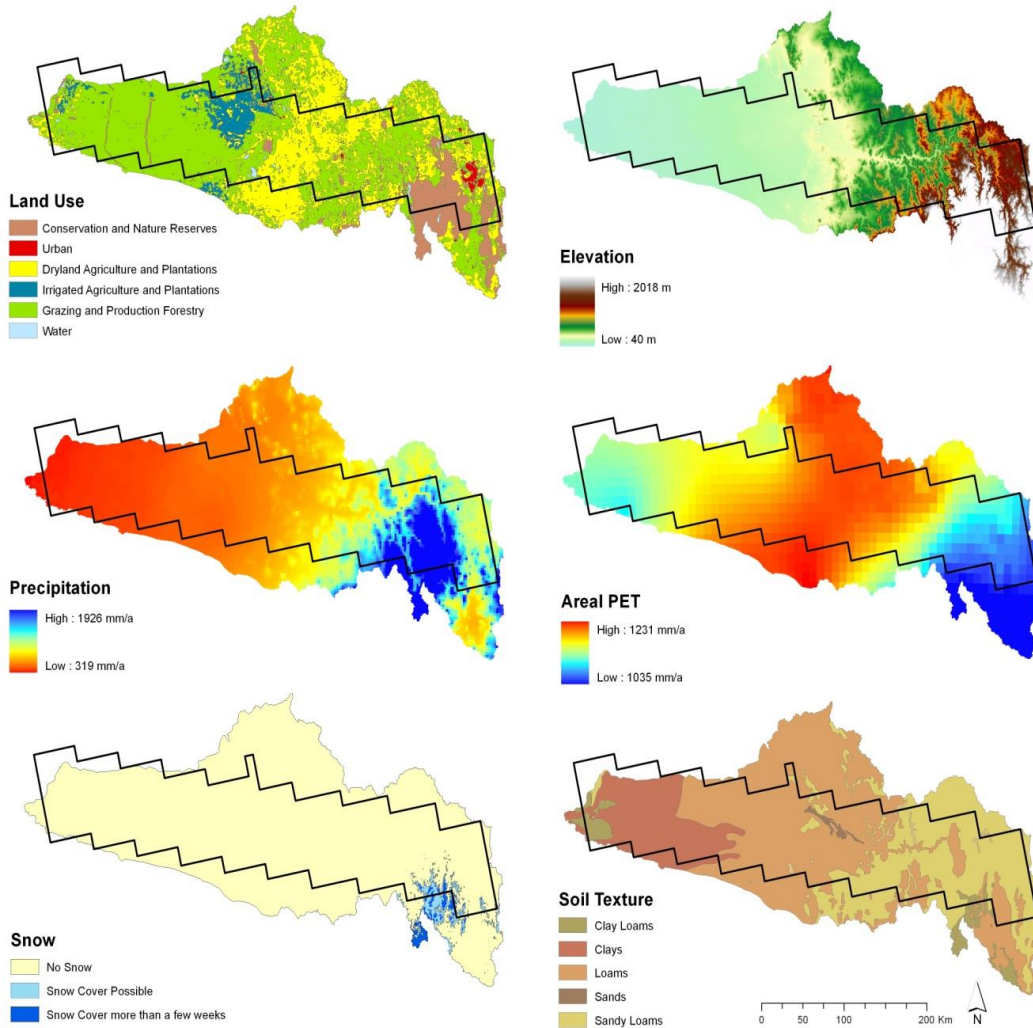 Land Use
Conservation and Nature Reserves
Urban
Dryland Agriculture and Plantations
Irrigated Agriculture and Plantations
Grazing and Production Forestry
Water
Elevation
High : 2018 m
Low : 40 m
Precipitation
High : 1926 mm/a
Low : 319 mm/a
Areal PET
High : 1231 mm/a
Low : 1035 mm/a
Snow
No Snow
Snow Cover Possible
Snow Cover more than a few weeks
Soil Texture
Clay Loams
Clays
Loams
Sands
Sandy Loams
0 50 100 200 Km
N